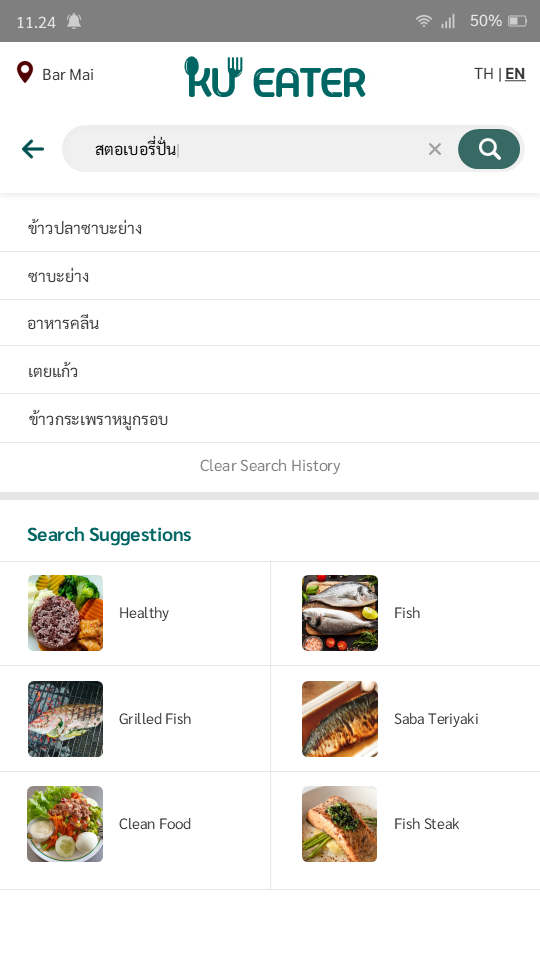 11.24
50%
Bar Mai
KU EATER
TH | EN
สตอเบอรี่ปั่น
ข้าวปลาซาบะย่าง
ซาบะย่าง
อาหารคลีน
เตยแก้ว
ข้าวกระเพราหมูกรอบ
Clear Search History
Search Suggestions
Healthy
Fish
Grilled Fish
Saba Teriyaki
Clean Food
Fish Steak